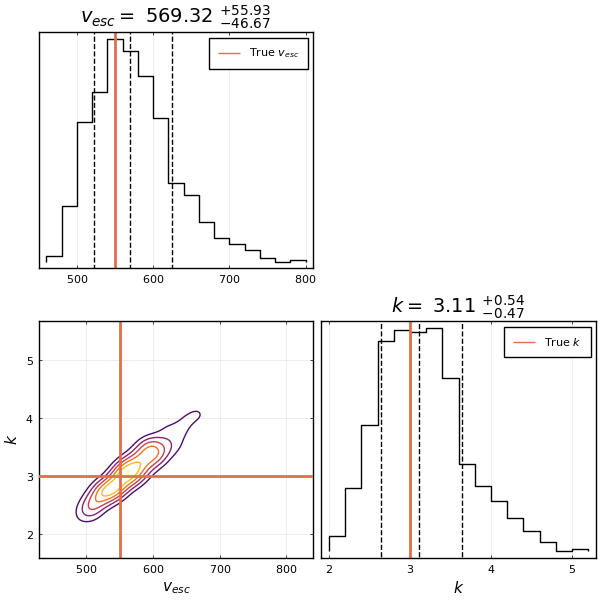 v_esc = 569.32 +55.93 −46.67
True v_esc
500 600 700 800
k = 3.11 +0.54 −0.47
True k
5
4
3
2
k
500 600 700 800
v_esc
2 3 4 5
k